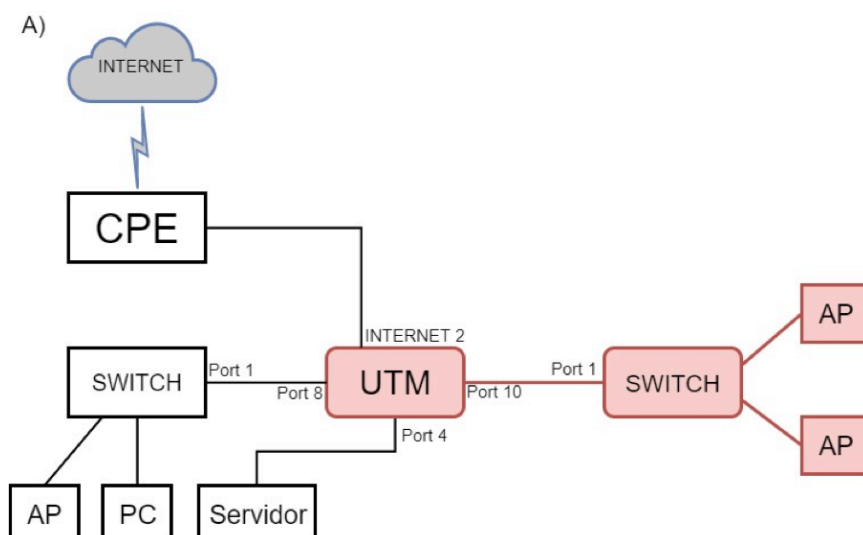 A)
INTERNET
CPE
INTERNET 2
SWITCH
Port 1
Port 8
UTM
Port 10
Port 1
SWITCH
AP
AP
Port 4
AP
PC
Servidor